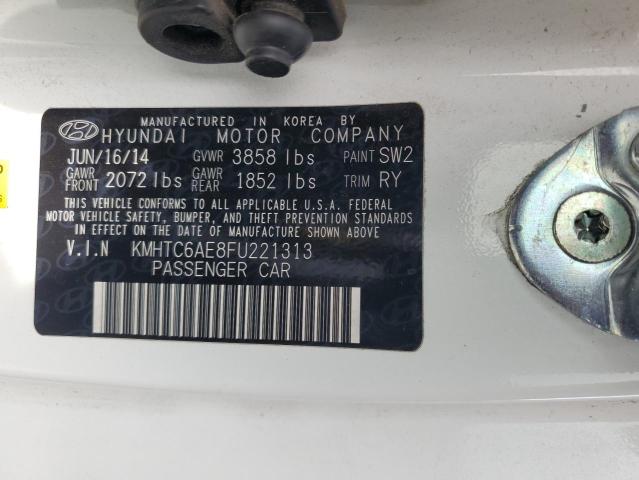 MANUFACTURED IN KOREA BY
HYUNDAI MOTOR COMPANY
JUN/16/14 GVWR 3858 lbs PAINT SW2
GAWR FRONT 2072 lbs GAWR REAR 1852 lbs TRIM RY
THIS VEHICLE CONFORMS TO ALL APPLICABLE U.S.A. FEDERAL
MOTOR VEHICLE SAFETY, BUMPER, AND THEFT PREVENTION STANDARDS
IN EFFECT ON THE DATE OF MANUFACTURE SHOWN ABOVE.
V.I.N KMHTC6AE8FU221313
PASSENGER CAR